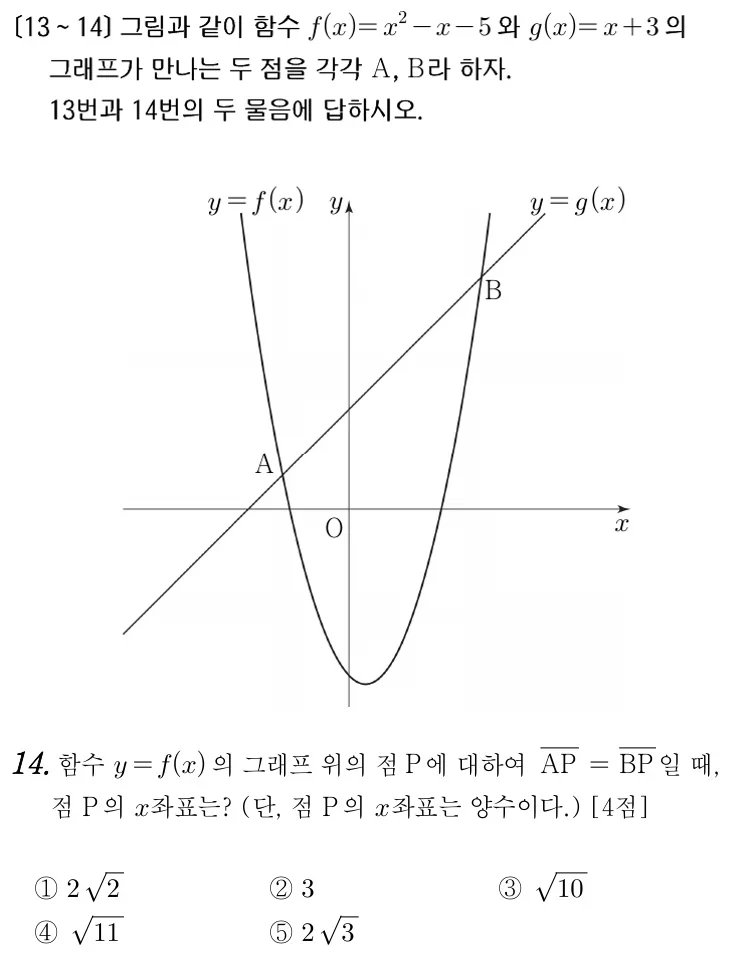 [13 ~ 14] 그림과 같이 함수 f(x)=x²-x-5와 g(x)=x+3의
그래프가 만나는 두 점을 각각 A, B라 하자.
13번과 14번의 두 물음에 답하시오.
y=f(x) y y=g(x)
B
A
O
x
14. 함수 y=f(x)의 그래프 위의 점 P에 대하여 A̅P̅ = B̅P̅일 때,
점 P의 x좌표는? (단, 점 P의 x좌표는 양수이다.) [4점]
① 2√2 ② 3 ③ √10
④ √11 ⑤ 2√3